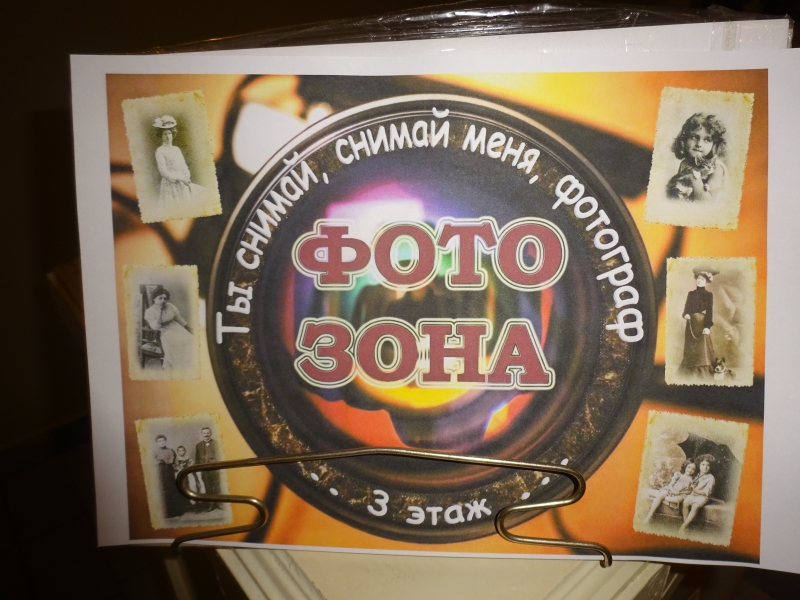 Ты снимай, снимай меня, фотограф
ФОТО
ЗОНА
... 3 этаж ...